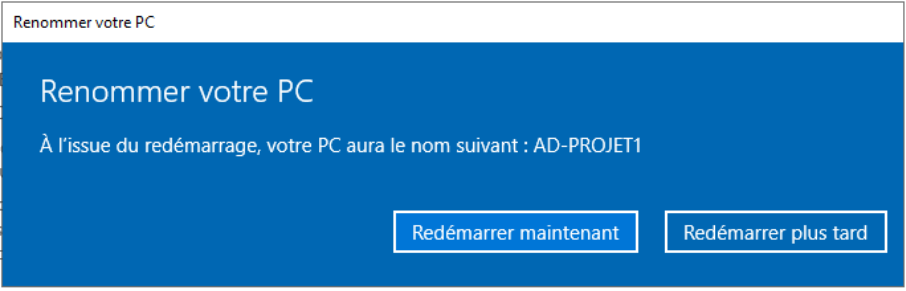 Renommer votre PC
Renommer votre PC
À l’issue du redémarrage, votre PC aura le nom suivant : AD-PROJET1
Redémarrer maintenant Redémarrer plus tard